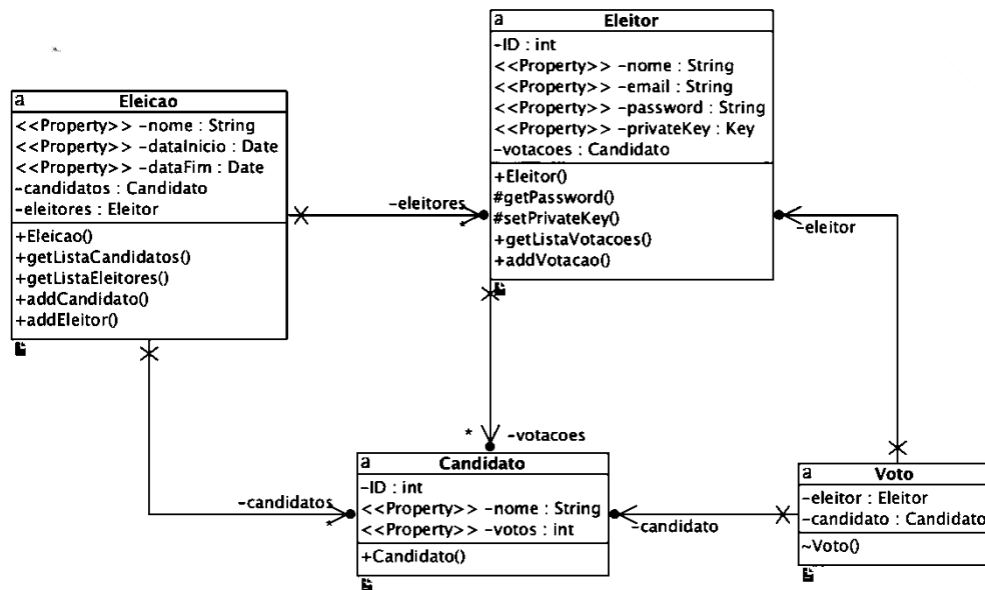 a
Eleitor
-ID : int
<<Property>> -nome : String
<<Property>> -email : String
<<Property>> -password : String
<<Property>> -privateKey : Key
-votacoes : Candidato
+Eleitor()
#getPassword()
#setPrivateKey()
+getListaVotacoes()
+addVotacao()
a
Eleicao
<<Property>> -nome : String
<<Property>> -dataInicio : Date
<<Property>> -dataFim : Date
-candidatos : Candidato
-eleitores : Eleitor
+Eleicao()
+getListaCandidatos()
+getListaEleitores()
+addCandidato()
+addEleitor()
-eleitores
*
-eleitor
*
-votacoes
-candidatos
*
a
Candidato
-ID : int
<<Property>> -nome : String
<<Property>> -votos : int
+Candidato()
-candidato
a
Voto
-eleitor : Eleitor
-candidato : Candidato
~Voto()